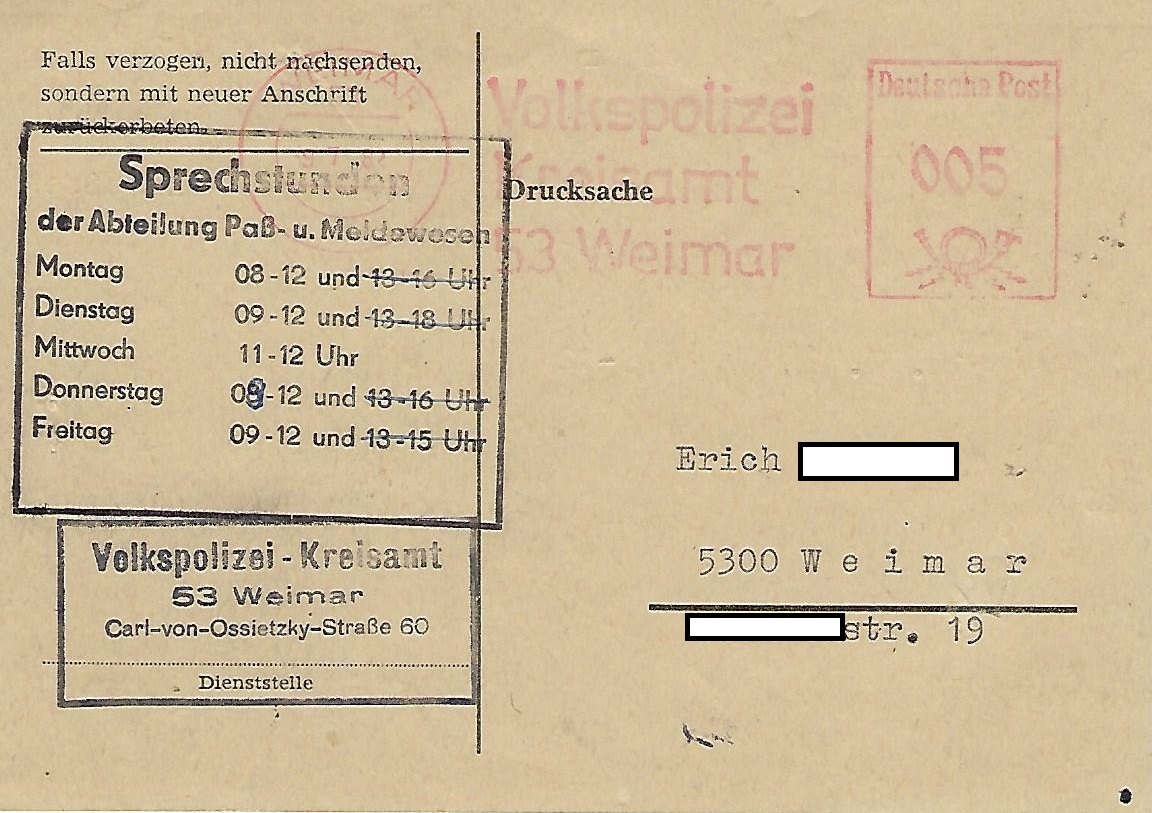 Falls verzogen, nicht nachsenden,
sondern mit neuer Anschrift
zurückerbeten.
WEIMAR
Volkspolizei
Kreisamt
53 Weimar
Deutsche Post
005
Drucksache
Sprechstunden
der Abteilung Paß- u. Meldewesen
Montag 08-12 und 13-16 Uhr
Dienstag 09-12 und 13-18 Uhr
Mittwoch 11-12 Uhr
Donnerstag 09-12 und 13-16 Uhr
Freitag 09-12 und 13-15 Uhr
Volkspolizei - Kreisamt
53 Weimar
Carl-von-Ossietzky-Straße 60
Dienststelle
Erich
5300 Weimar
str. 19